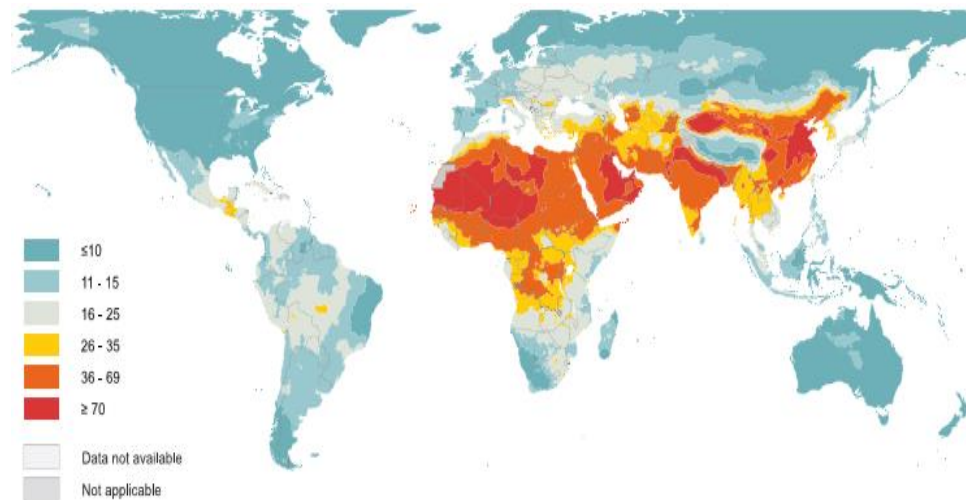 ≤10
11 - 15
16 - 25
26 - 35
36 - 69
≥ 70
Data not available
Not applicable